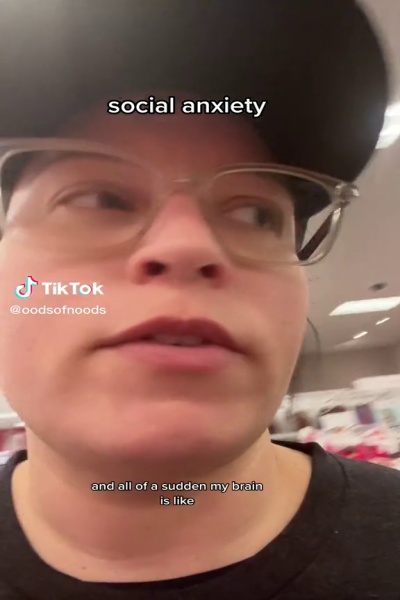 social anxiety
TikTok
@oodsofnoods
and all of a sudden my brain
is like